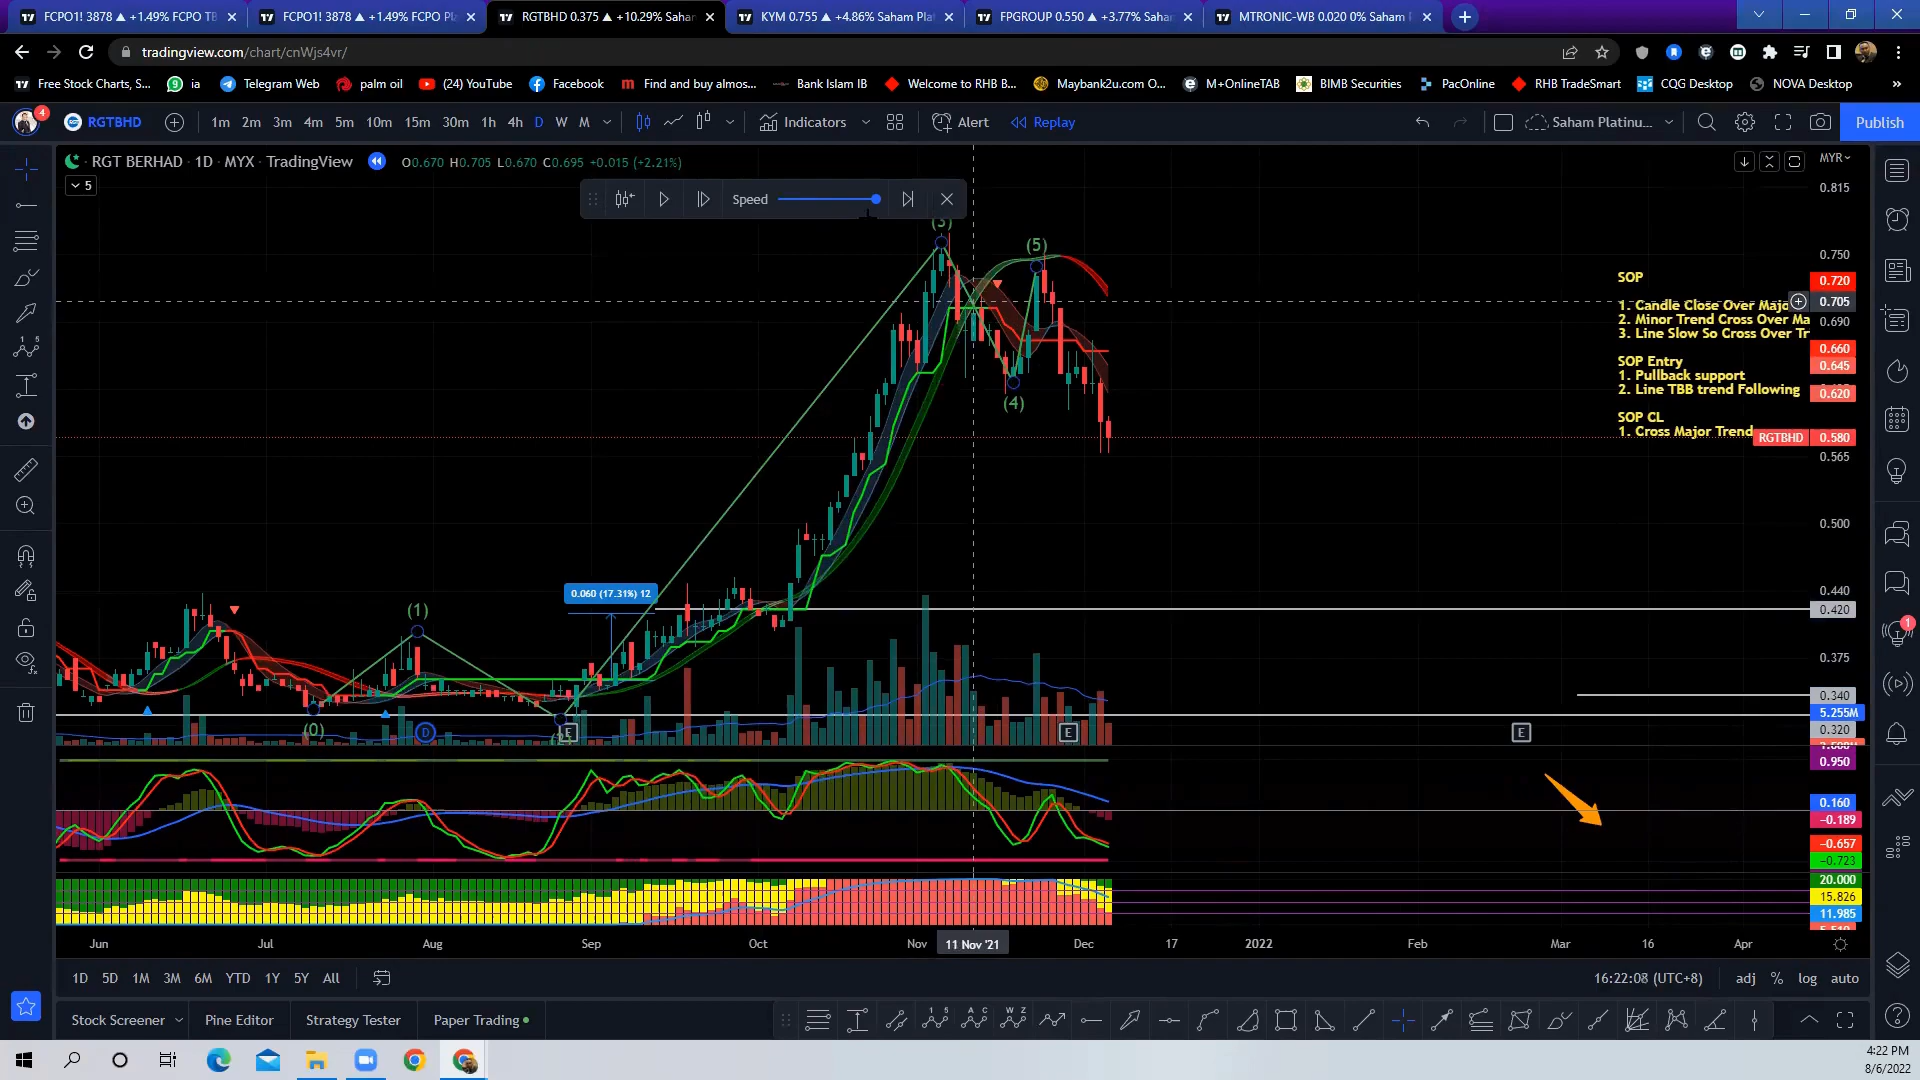 FCPO1! 3878 ▲ +1.49% FCPO TB
FCPO1! 3878 ▲ +1.49% FCPO Pl
RGTBHD 0.375 ▲ +10.29% Saha
KYM 0.755 ▲ +4.86% Saham Plat
FPGROUP 0.550 ▲ +3.77% Saha
MTRONIC-WB 0.020 0% Saham
tradingview.com/chart/cnWjs4vr/
Free Stock Charts, S...
ia
Telegram Web
palm oil
(24) YouTube
Facebook
Find and buy almos...
Bank Islam IB
Welcome to RHB B...
Maybank2u.com O...
M+OnlineTAB
BIMB Securities
PacOnline
RHB TradeSmart
CQG Desktop
NOVA Desktop
»
4
RGTBHD
1m 2m 3m 4m 5m 10m 15m 30m 1h 4h D W M
Indicators
Alert
Replay
Saham Platinu...
Publish
RGT BERHAD · 1D · MYX · TradingView
O0.670 H0.705 L0.670 C0.695 +0.015 (+2.21%)
MYR
5
Speed
0.815
0.750
0.720
0.705
0.690
0.660
0.645
0.620
RGTBHD 0.580
0.565
0.500
0.440
0.420
0.375
0.340
5.255M
0.320
0.950
0.160
−0.189
−0.657
−0.723
20.000
15.826
11.985
SOP
1. Candle Close Over Majo
2. Minor Trend Cross Over Ma
3. Line Slow So Cross Over Tr
SOP Entry
1. Pullback support
2. Line TBB trend Following
SOP CL
1. Cross Major Trend
(3)
(5)
(4)
0.060 (17.31%) 12
(1)
(0)
D
E
E
E
1
Jun Jul Aug Sep Oct Nov 11 Nov '21 Dec 17 2022 Feb Mar 16 Apr
1D 5D 1M 3M 6M YTD 1Y 5Y All
16:22:08 (UTC+8)
adj % log auto
Stock Screener
Pine Editor
Strategy Tester
Paper Trading
4:22 PM
8/6/2022